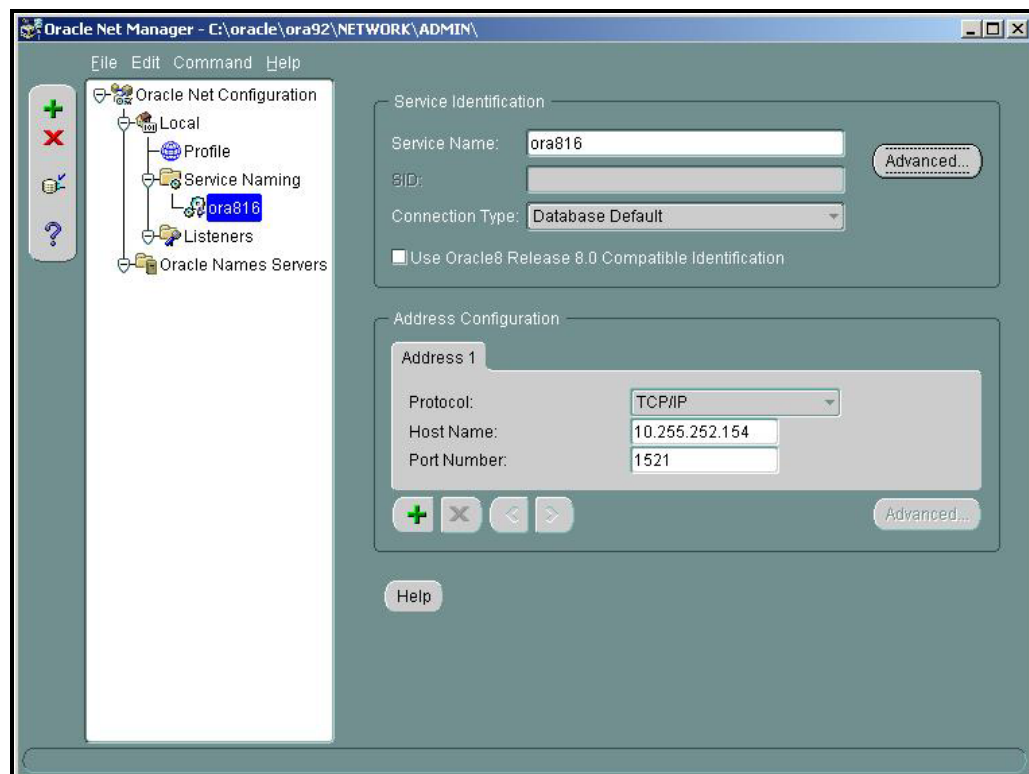 Oracle Net Manager - C:\oracle\ora92\NETWORK\ADMIN\
File Edit Command Help
Oracle Net Configuration
Local
Profile
Service Naming
ora816
Listeners
Oracle Names Servers
Service Identification
Service Name: ora816
Advanced...
SID:
Connection Type: Database Default
Use Oracle8 Release 8.0 Compatible Identification
Address Configuration
Address 1
Protocol: TCP/IP
Host Name: 10.255.252.154
Port Number: 1521
Advanced...
Help